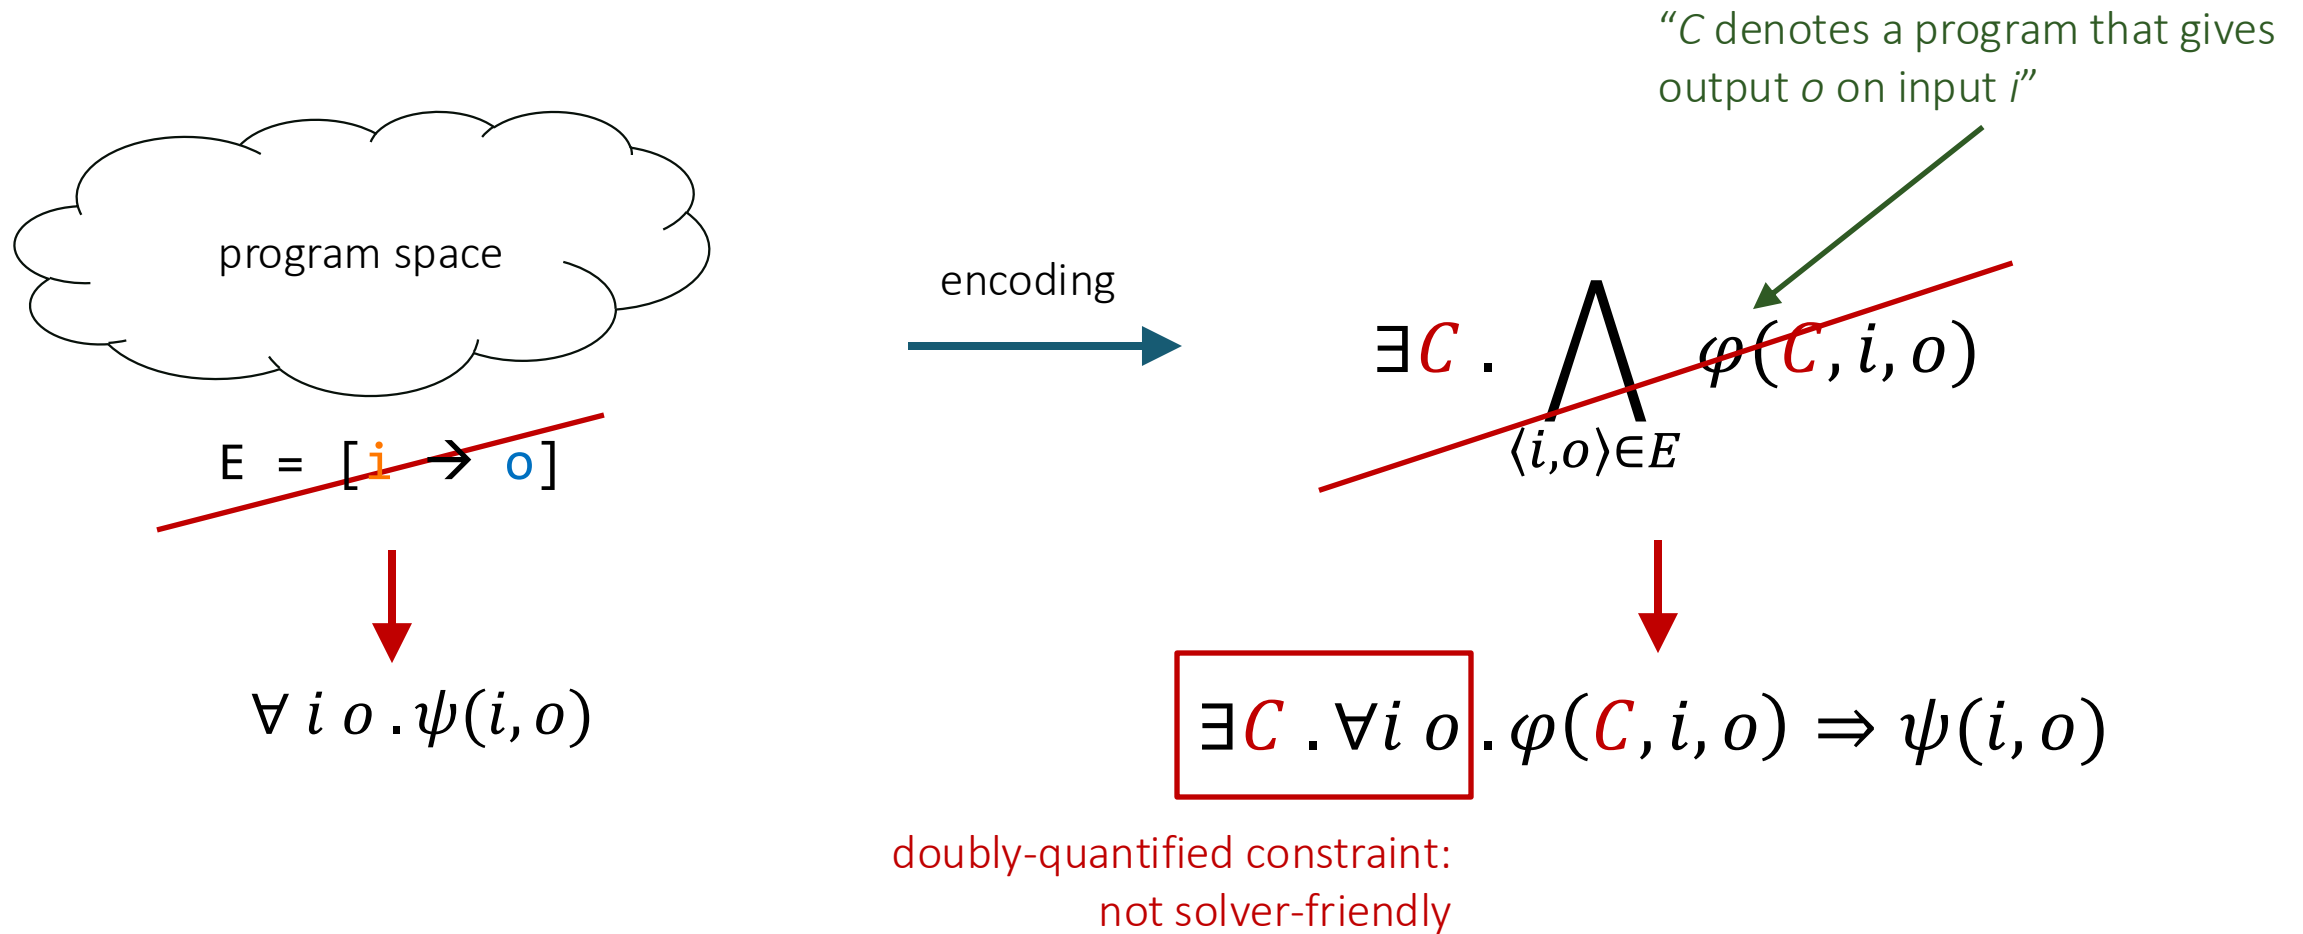 “C denotes a program that gives
output o on input i”
program space
encoding
∃C . ⋀ φ(C, i, o)
⟨i,o⟩∈E
E = [i → o]
∀ i o . ψ(i, o)
∃C . ∀i o . φ(C, i, o) ⇒ ψ(i, o)
doubly-quantified constraint:
not solver-friendly